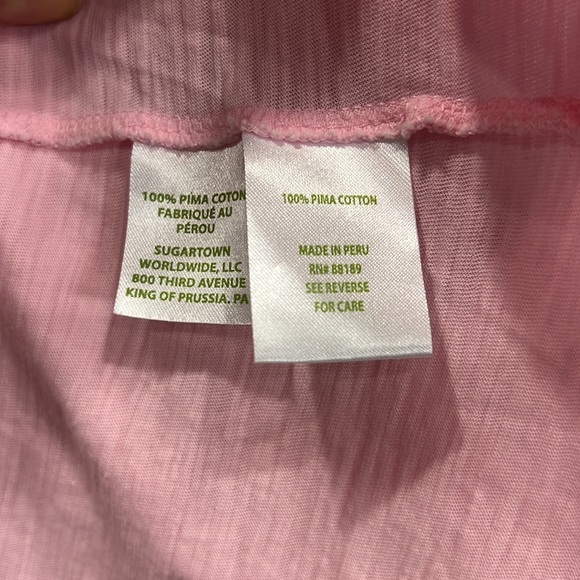 100% PIMA COTON
FABRIQUÉ AU
PÉROU
SUGARTOWN
WORLDWIDE, LLC
800 THIRD AVENUE
KING OF PRUSSIA, PA
100% PIMA COTTON
MADE IN PERU
RN# 88189
SEE REVERSE
FOR CARE